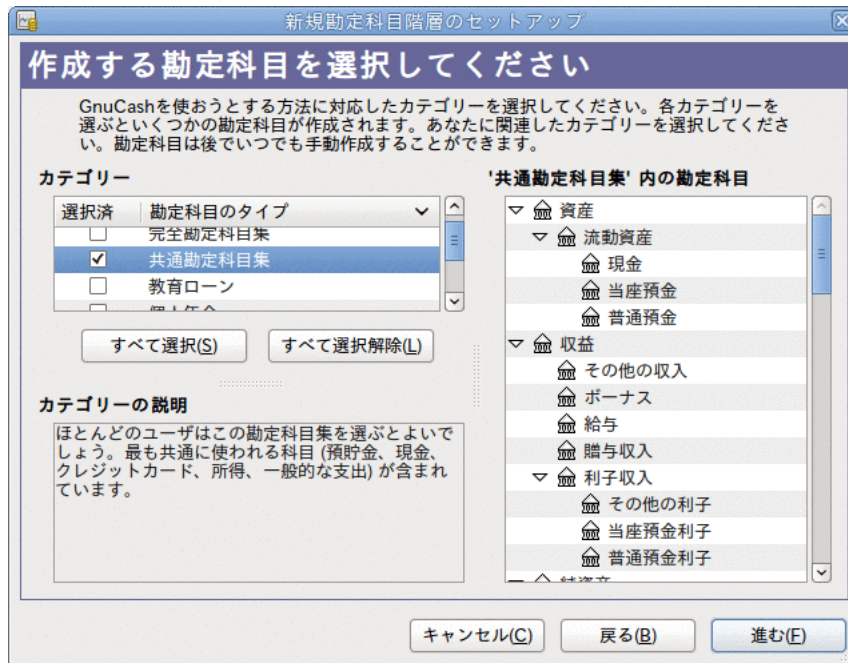 新規勘定科目階層のセットアップ
作成する勘定科目を選択してください
GnuCashを使おうとする方法に対応したカテゴリーを選択してください。各カテゴリーを
選ぶといくつかの勘定科目が作成されます。あなたに関連したカテゴリーを選択してくださ
い。勘定科目は後でいつでも手動作成することができます。
カテゴリー
選択済 勘定科目のタイプ
完全勘定科目集
共通勘定科目集
教育ローン
個人年金
すべて選択(S) すべて選択解除(L)
カテゴリーの説明
ほとんどのユーザはこの勘定科目集を選ぶとよいで
しょう。最も共通に使われる科目 (預貯金、現金、
クレジットカード、所得、一般的な支出) が含まれ
ています。
'共通勘定科目集' 内の勘定科目
資産
流動資産
現金
当座預金
普通預金
収益
その他の収入
ボーナス
給与
贈与収入
利子収入
その他の利子
当座預金利子
普通預金利子
純資産
キャンセル(C) 戻る(B) 進む(F)